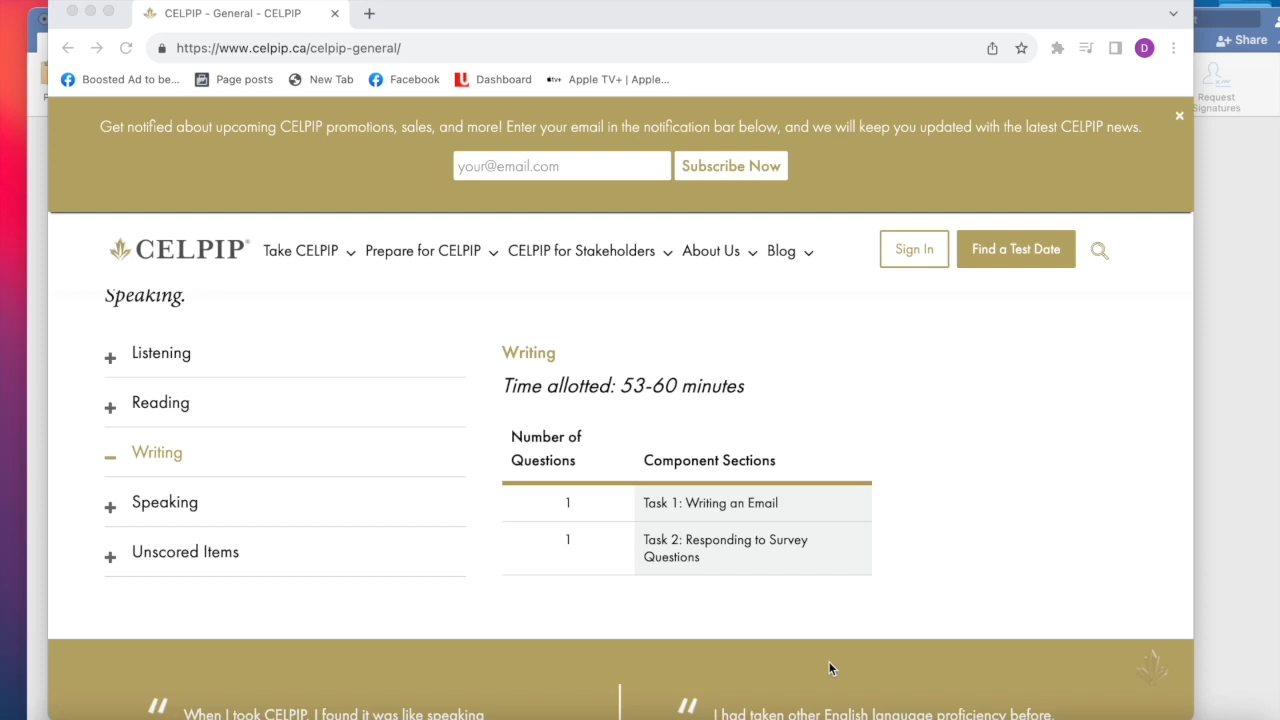 CELPIP - General - CELPIP
https://www.celpip.ca/celpip-general/
D
Share
Boosted Ad to be...
Page posts
New Tab
Facebook
Dashboard
Apple TV+ | Apple...
Request
Signatures
Get notified about upcoming CELPIP promotions, sales, and more! Enter your email in the notification bar below, and we will keep you updated with the latest CELPIP news.
your@email.com
Subscribe Now
CELPIP
Take CELPIP
Prepare for CELPIP
CELPIP for Stakeholders
About Us
Blog
Sign In
Find a Test Date
Speaking.
Listening
Reading
Writing
Speaking
Unscored Items
Writing
Time allotted: 53-60 minutes
Number of
Questions
Component Sections
1
Task 1: Writing an Email
1
Task 2: Responding to Survey
Questions
" When I took CELPIP, I found it was like speaking
" I had taken other English language proficiency before.